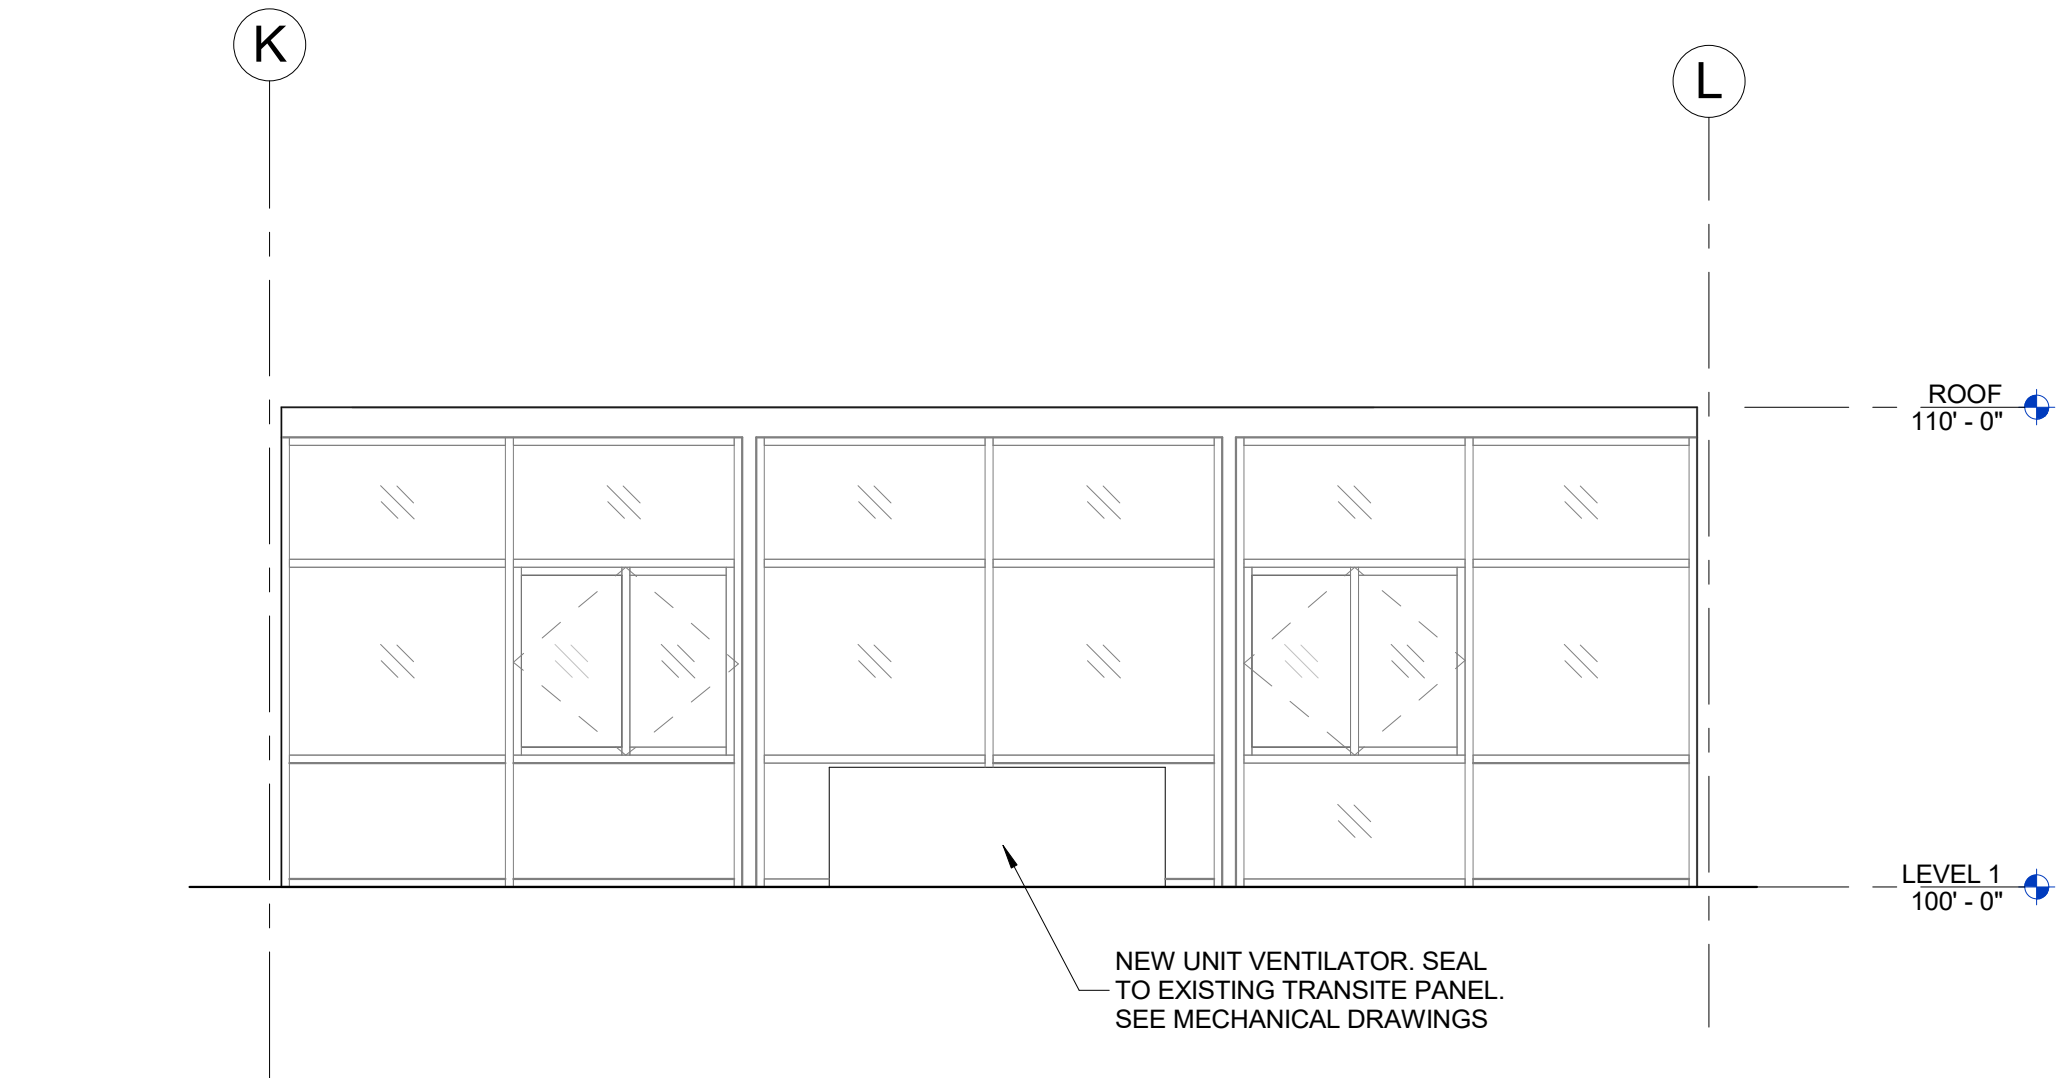 K
L
ROOF
110' - 0"
LEVEL 1
100' - 0"
NEW UNIT VENTILATOR. SEAL
TO EXISTING TRANSITE PANEL.
SEE MECHANICAL DRAWINGS